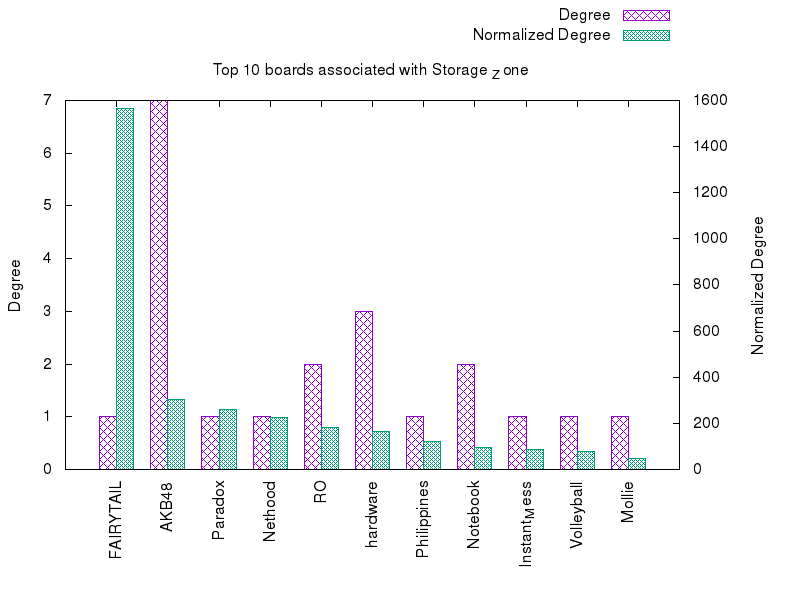 Degree
Normalized Degree
Top 10 boards associated with Storage Z one
7
6
5
4
3
2
1
0
1600
1400
1200
1000
800
600
400
200
0
Degree
Normalized Degree
FAIRYTAIL
AKB48
Paradox
Nethood
RO
hardware
Philippines
Notebook
InstantMess
Volleyball
Mollie